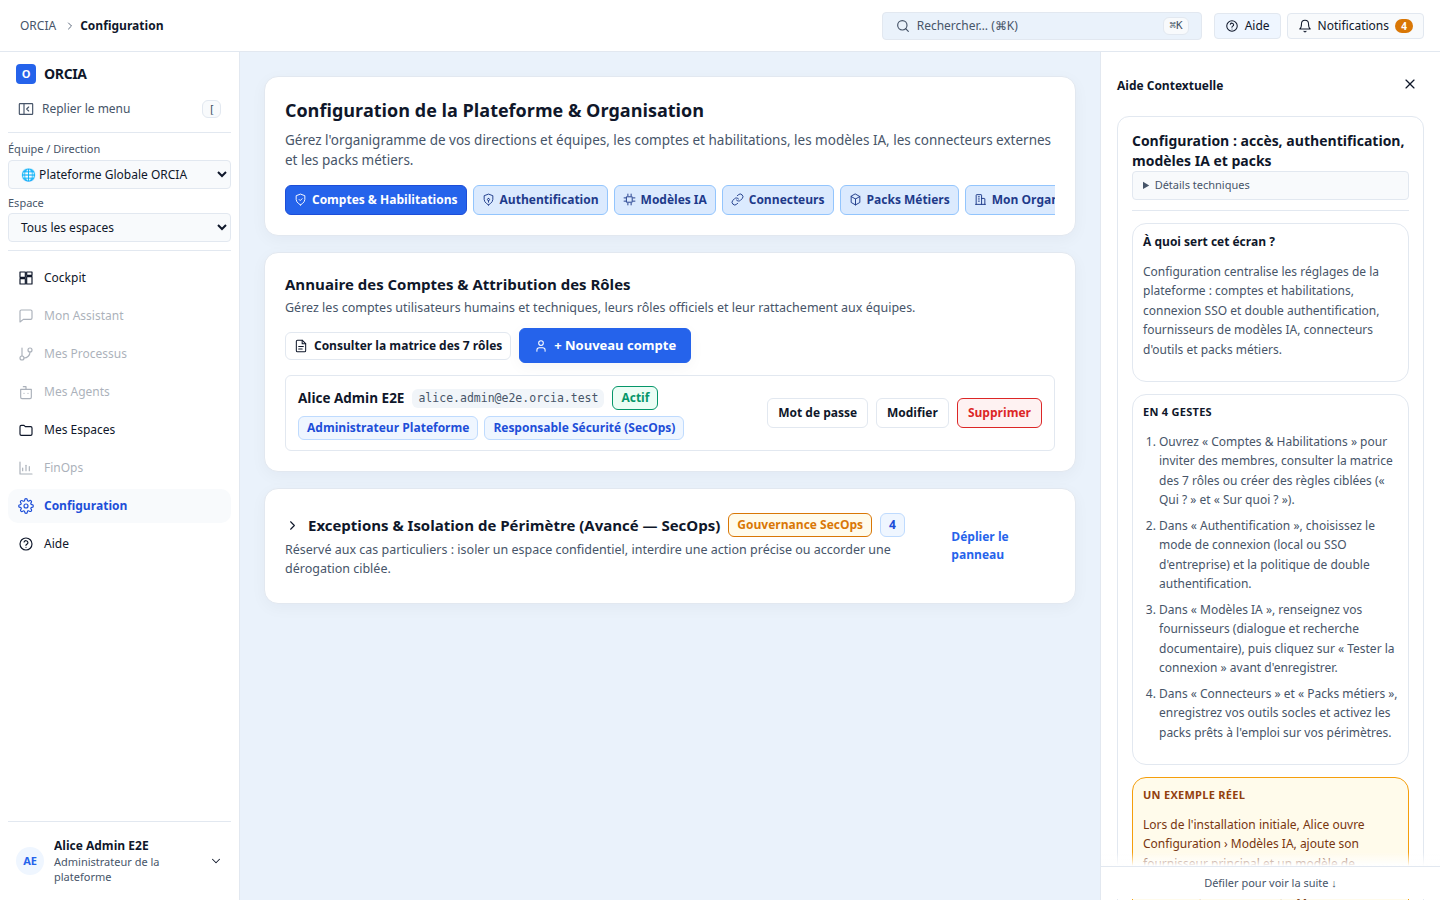 ORCIA > Configuration
Rechercher... (⌘K)
⌘K
Aide
Notifications 4
O ORCIA
Replier le menu [
Équipe / Direction
🌐 Plateforme Globale ORCIA
Espace
Tous les espaces
Cockpit
Mon Assistant
Mes Processus
Mes Agents
Mes Espaces
FinOps
Configuration
Aide
AE
Alice Admin E2E
Administrateur de la
plateforme
Configuration de la Plateforme & Organisation
Gérez l'organigramme de vos directions et équipes, les comptes et habilitations, les modèles IA, les connecteurs externes
et les packs métiers.
Comptes & Habilitations
Authentification
Modèles IA
Connecteurs
Packs Métiers
Mon Organ
Annuaire des Comptes & Attribution des Rôles
Gérez les comptes utilisateurs humains et techniques, leurs rôles officiels et leur rattachement aux équipes.
Consulter la matrice des 7 rôles
+ Nouveau compte
Alice Admin E2E alice.admin@e2e.orcia.test Actif
Administrateur Plateforme Responsable Sécurité (SecOps)
Mot de passe
Modifier
Supprimer
Exceptions & Isolation de Périmètre (Avancé — SecOps) Gouvernance SecOps 4
Réservé aux cas particuliers : isoler un espace confidentiel, interdire une action précise ou accorder une
dérogation ciblée.
Déplier le
panneau
Aide Contextuelle
Configuration : accès, authentification,
modèles IA et packs
Détails techniques
À quoi sert cet écran ?
Configuration centralise les réglages de la
plateforme : comptes et habilitations,
connexion SSO et double authentification,
fournisseurs de modèles IA, connecteurs
d'outils et packs métiers.
EN 4 GESTES
1. Ouvrez « Comptes & Habilitations » pour
inviter des membres, consulter la matrice
des 7 rôles ou créer des règles ciblées («
Qui ? » et « Sur quoi ? »).
2. Dans « Authentification », choisissez le
mode de connexion (local ou SSO
d'entreprise) et la politique de double
authentification.
3. Dans « Modèles IA », renseignez vos
fournisseurs (dialogue et recherche
documentaire), puis cliquez sur « Tester la
connexion » avant d'enregistrer.
4. Dans « Connecteurs » et « Packs métiers »,
enregistrez vos outils socles et activez les
packs prêts à l'emploi sur vos périmètres.
UN EXEMPLE RÉEL
Lors de l'installation initiale, Alice ouvre
Configuration › Modèles IA, ajoute son
fournisseur principal et un modèle de
Défiler pour voir la suite ↓